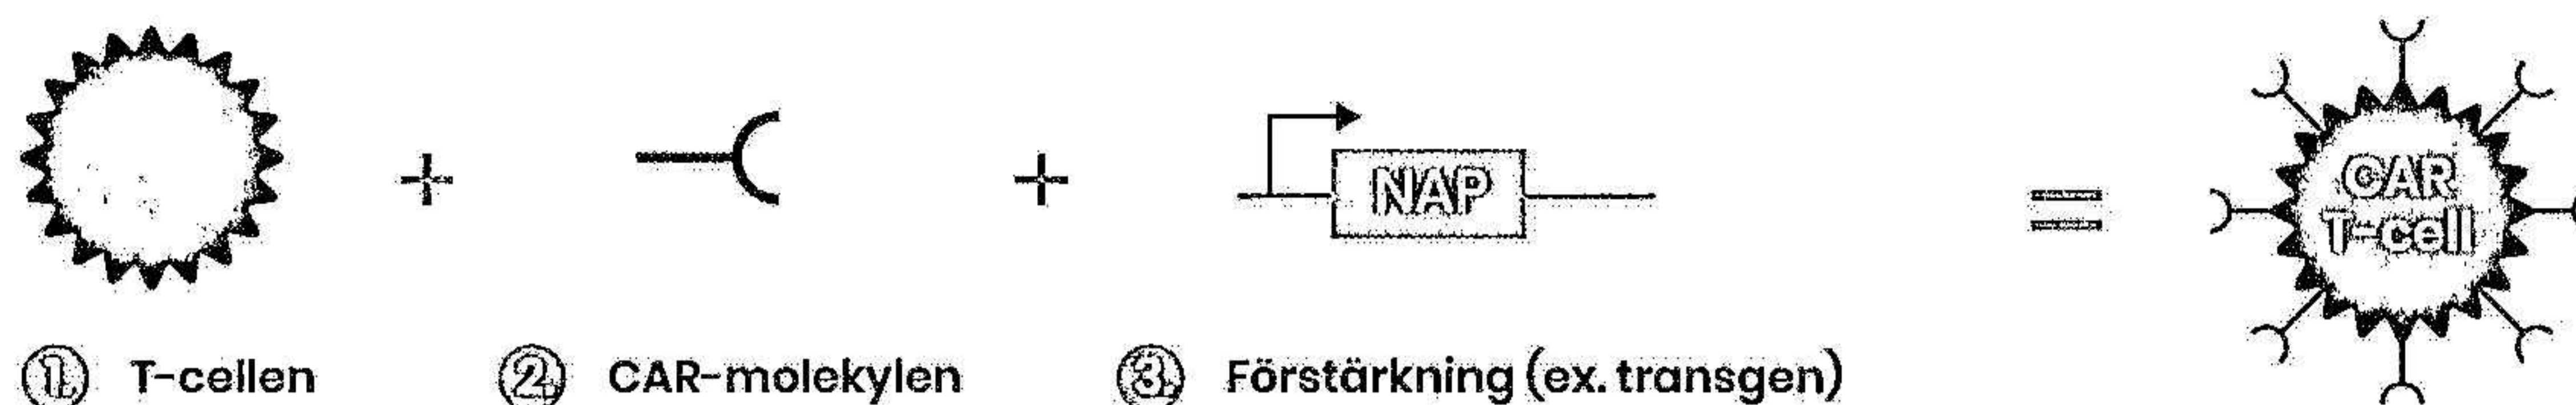 NAP
CAR
T-cell
1. T-cellen
2. CAR-molekylen
3. Förstärkning (ex. transgen)